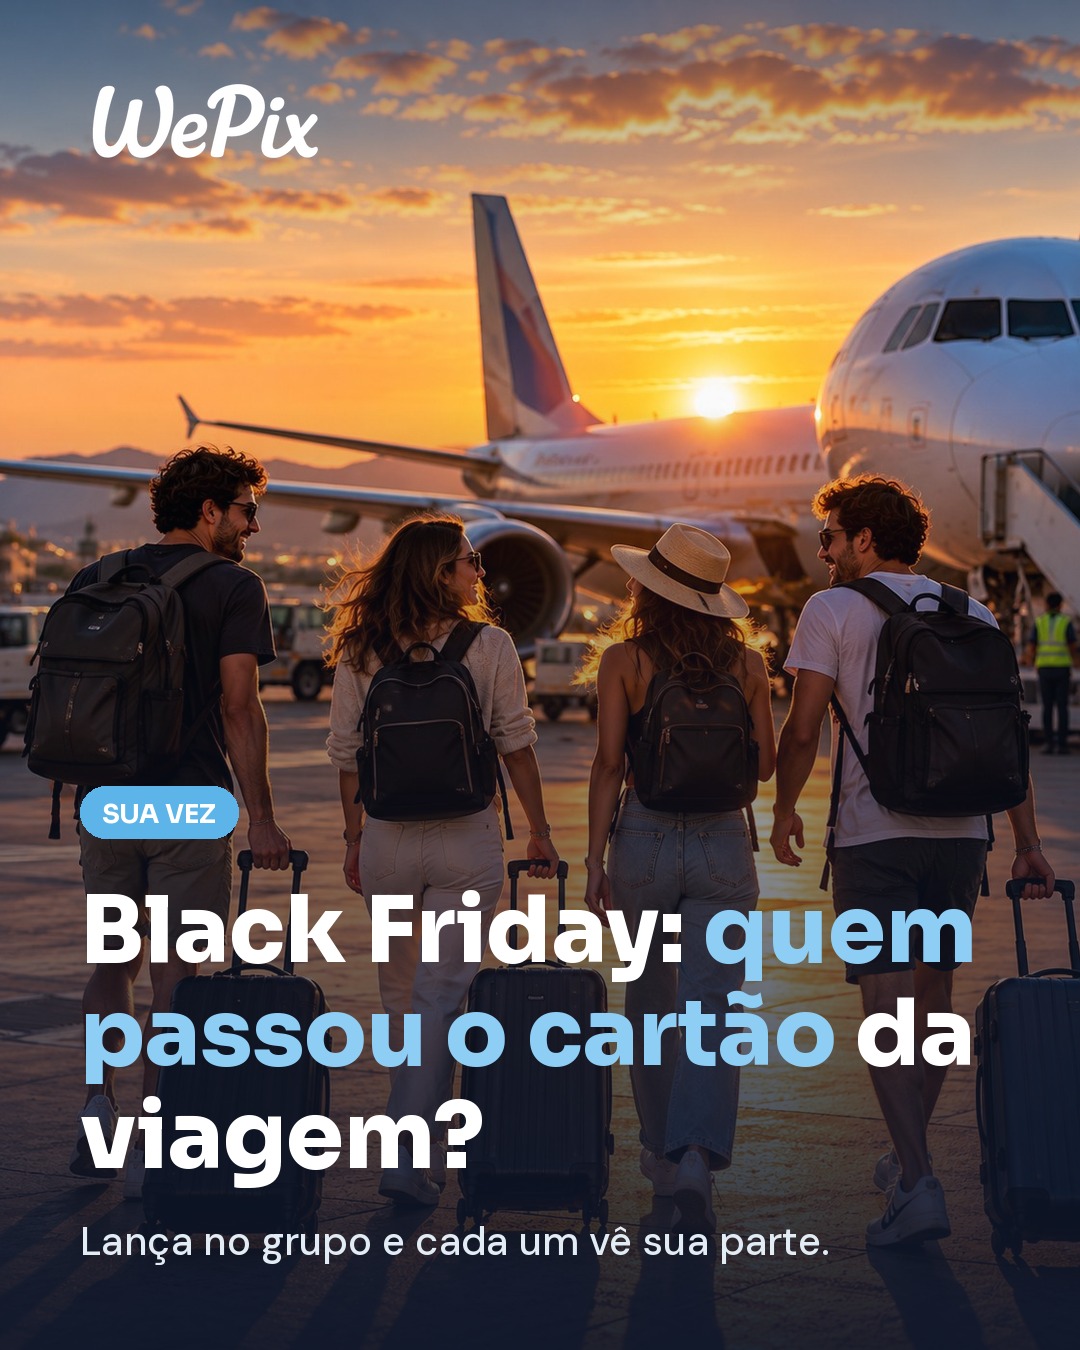 WePix
SUA VEZ
Black Friday: quem
passou o cartão da
viagem?
Lança no grupo e cada um vê sua parte.